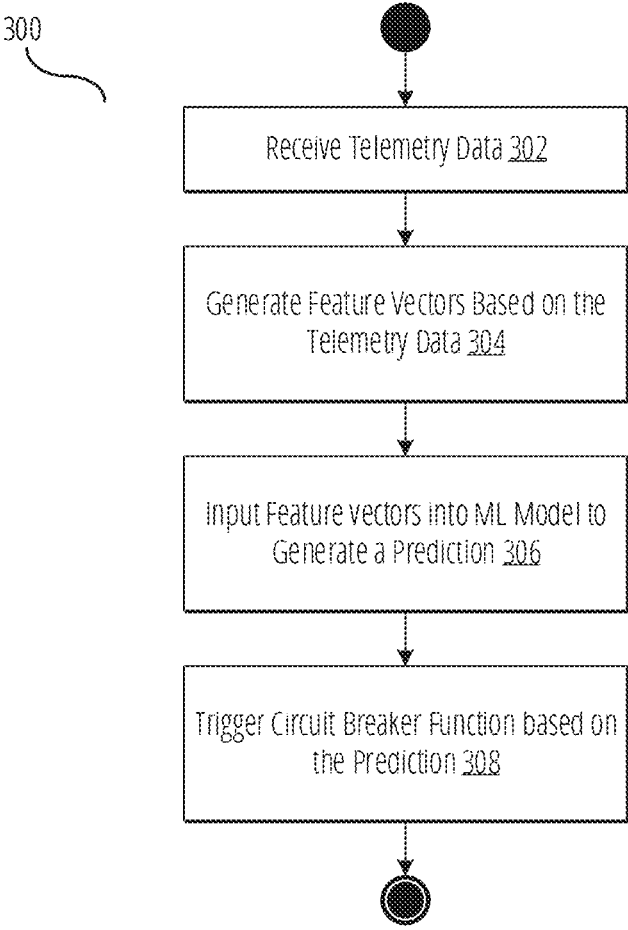 300
Receive Telemetry Data 302
Generate Feature Vectors Based on the
Telemetry Data 304
Input Feature vectors into ML Model to
Generate a Prediction 306
Trigger Circuit Breaker Function based on
the Prediction 308